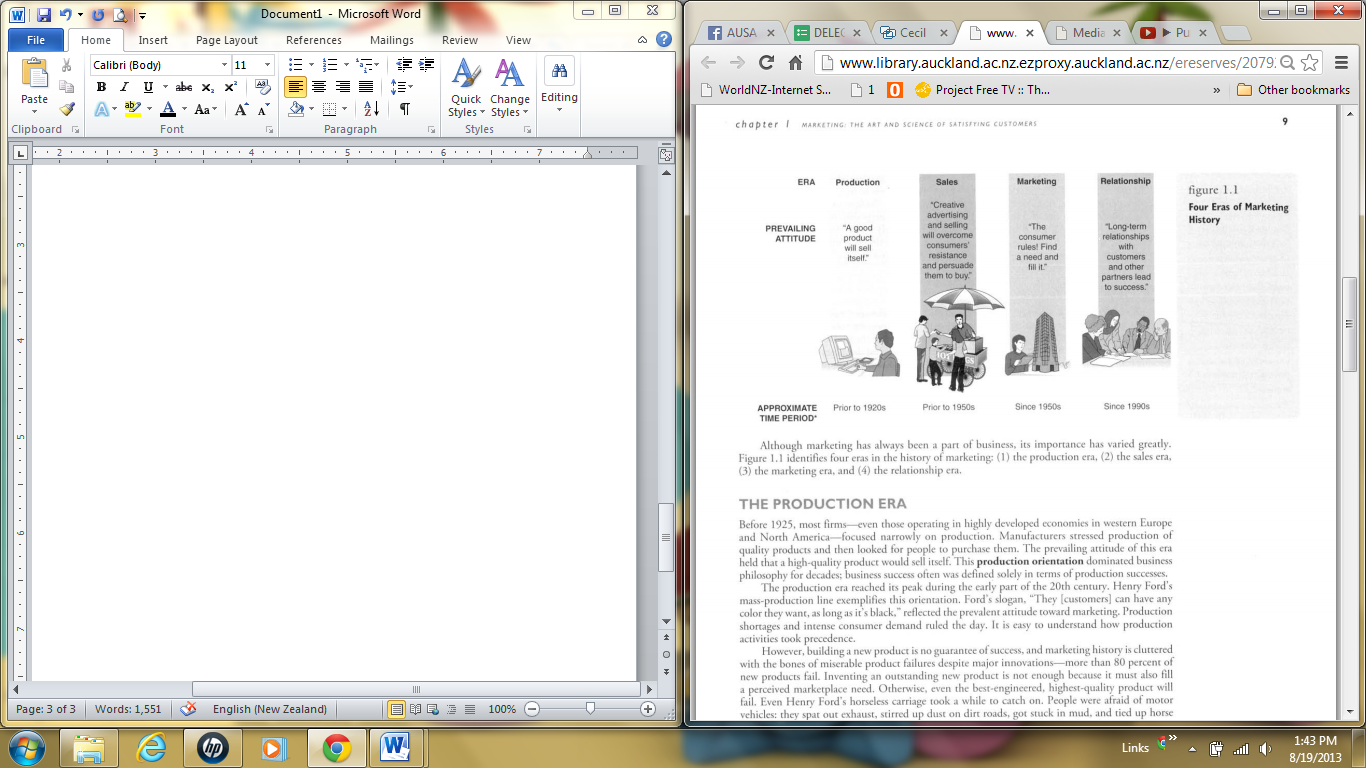 Document1 - Microsoft Word
File
Home
Insert
Page Layout
References
Mailings
Review
View
Calibri (Body)
11
Paste
Quick Styles
Change Styles
Editing
Clipboard
Font
Paragraph
Styles
2 3 4 5 6 7
3
4
5
6
7
Page: 3 of 3
Words: 1,551
English (New Zealand)
100%
AUSA
DELEC
Cecil
www.
Media
Pu
www.library.auckland.ac.nz.ezproxy.auckland.ac.nz/ereserves/2079
WorldNZ-Internet S...
1
Project Free TV :: Th...
»
Other bookmarks
chapter 1 MARKETING: THE ART AND SCIENCE OF SATISFYING CUSTOMERS
9
ERA
Production
Sales
Marketing
Relationship
PREVAILING
ATTITUDE
"A good
product
will sell
itself."
"Creative
advertising
and selling
will overcome
consumers'
resistance
and persuade
them to buy."
"The
consumer
rules! Find
a need and
fill it."
"Long-term
relationships
with
customers
and other
partners lead
to success."
figure 1.1
Four Eras of Marketing
History
APPROXIMATE
TIME PERIOD*
Prior to 1920s
Prior to 1950s
Since 1950s
Since 1990s
Although marketing has always been a part of business, its importance has varied greatly.
Figure 1.1 identifies four eras in the history of marketing: (1) the production era, (2) the sales era,
(3) the marketing era, and (4) the relationship era.
THE PRODUCTION ERA
Before 1925, most firms—even those operating in highly developed economies in western Europe
and North America—focused narrowly on production. Manufacturers stressed production of
quality products and then looked for people to purchase them. The prevailing attitude of this era
held that a high-quality product would sell itself. This production orientation dominated business
philosophy for decades; business success often was defined solely in terms of production successes.
The production era reached its peak during the early part of the 20th century. Henry Ford's
mass-production line exemplifies this orientation. Ford's slogan, "They [customers] can have any
color they want, as long as it's black," reflected the prevalent attitude toward marketing. Production
shortages and intense consumer demand ruled the day. It is easy to understand how production
activities took precedence.
However, building a new product is no guarantee of success, and marketing history is cluttered
with the bones of miserable product failures despite major innovations—more than 80 percent of
new products fail. Inventing an outstanding new product is not enough because it must also fill
a perceived marketplace need. Otherwise, even the best-engineered, highest-quality product will
fail. Even Henry Ford's horseless carriage took a while to catch on. People were afraid of motor
vehicles: they spat out exhaust, stirred up dust on dirt roads, got stuck in mud, and tied up horse
Links
»
1:43 PM
8/19/2013